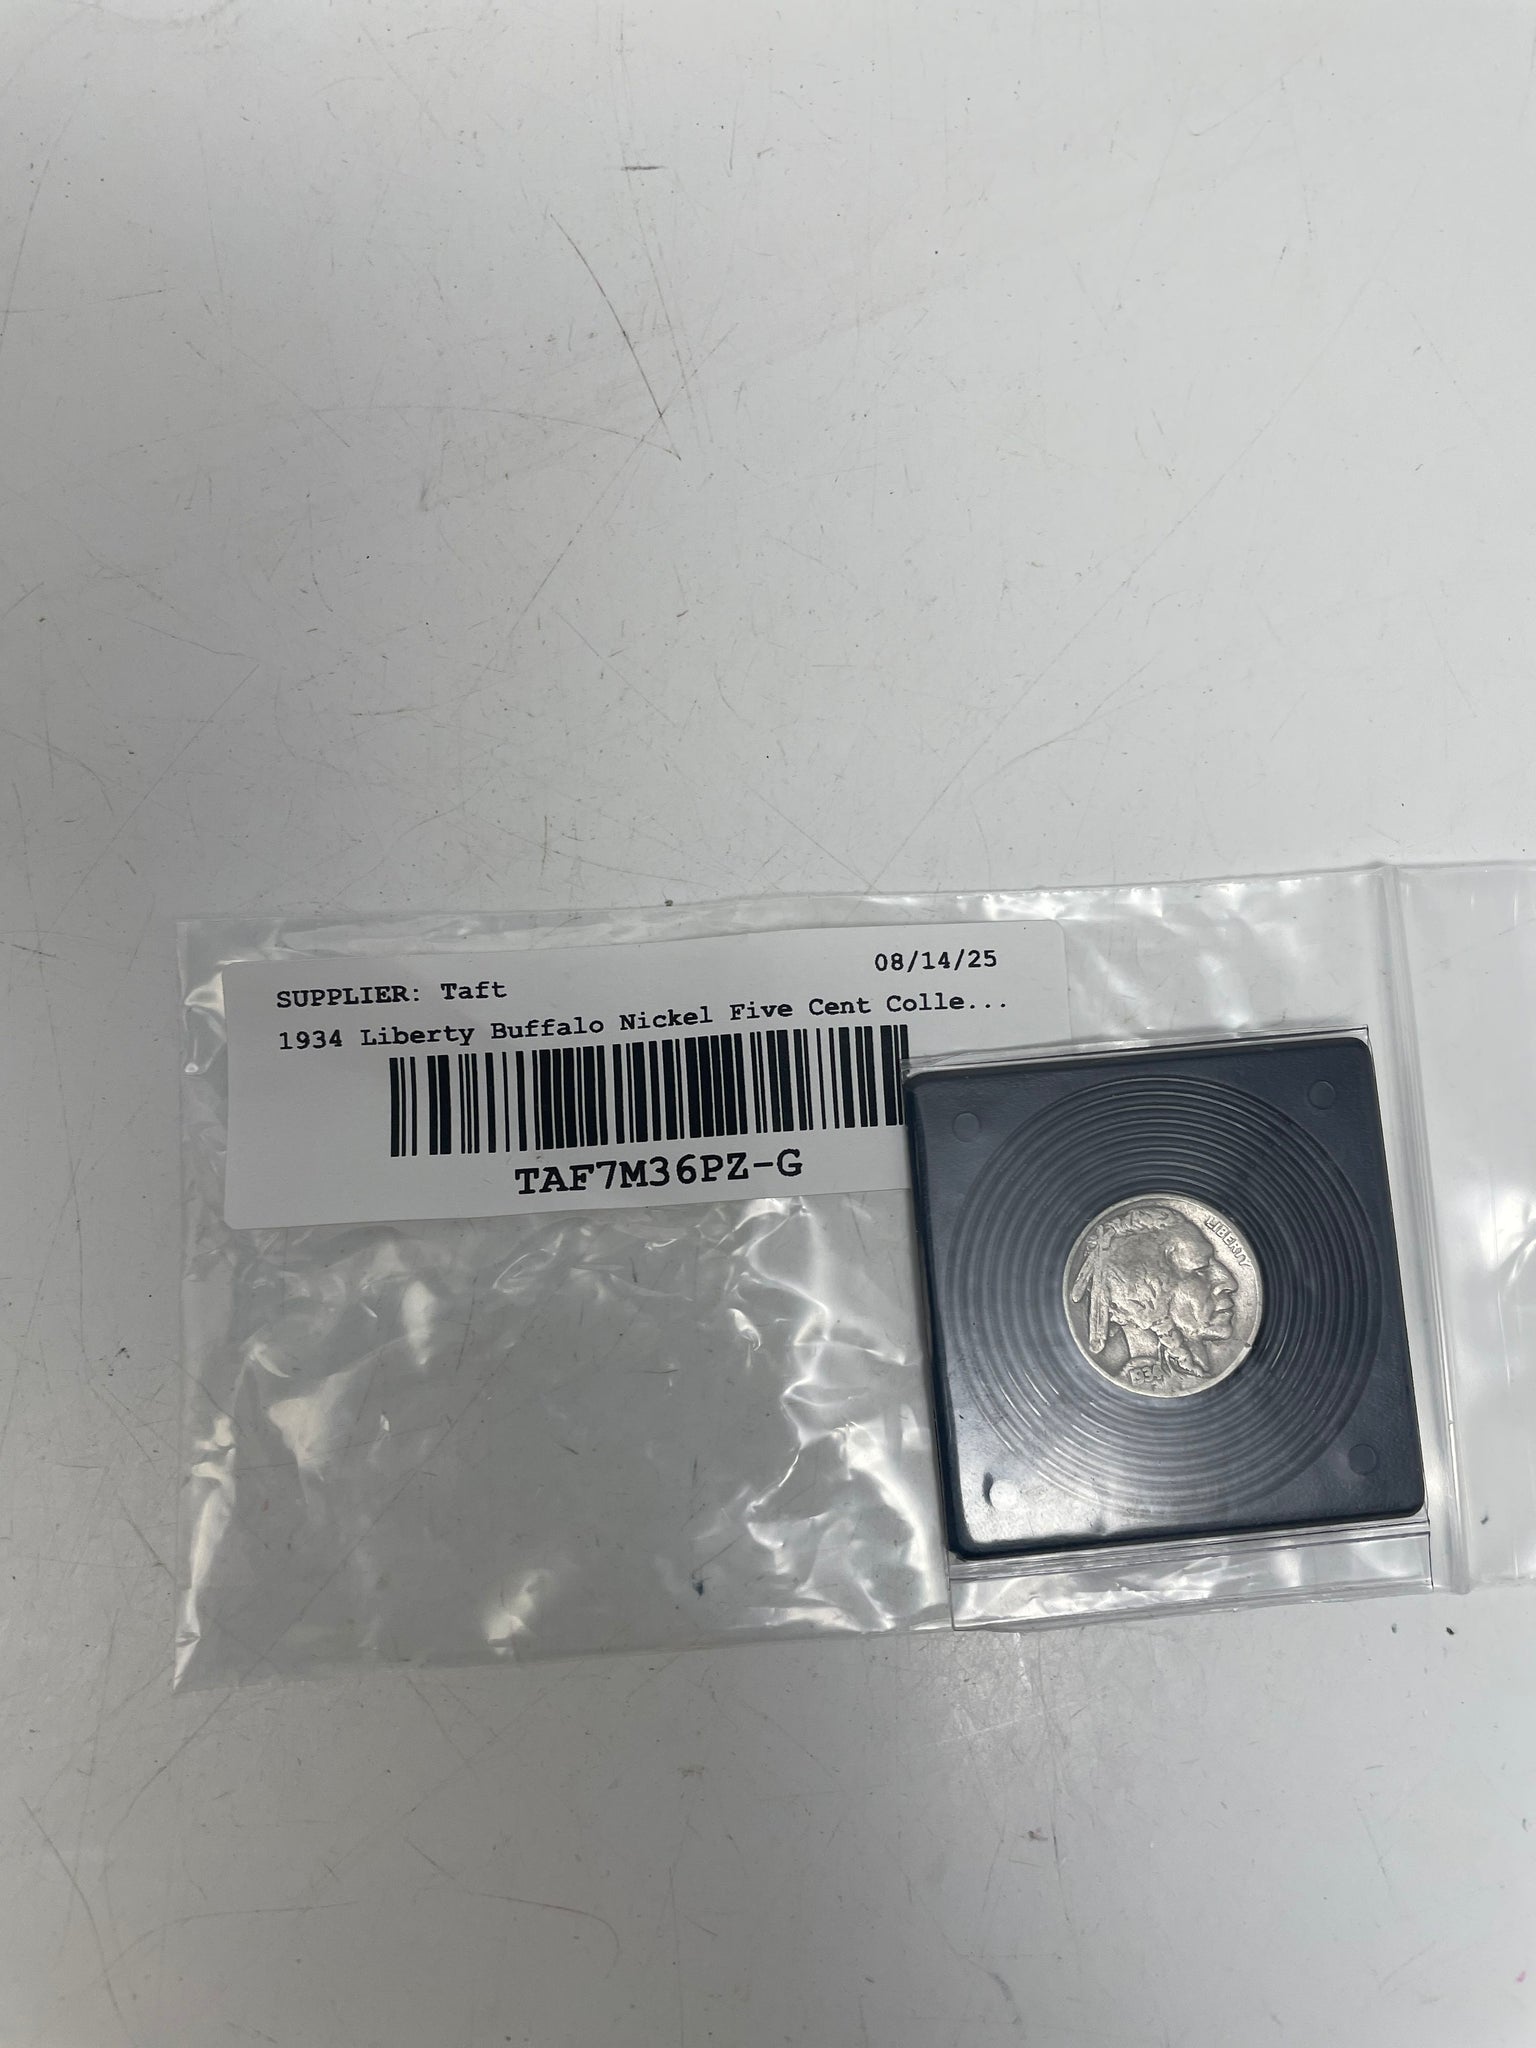 08/14/25
SUPPLIER: Taft
1934 Liberty Buffalo Nickel Five Cent Colle...
TAF7M36PZ-G
LIBERTY